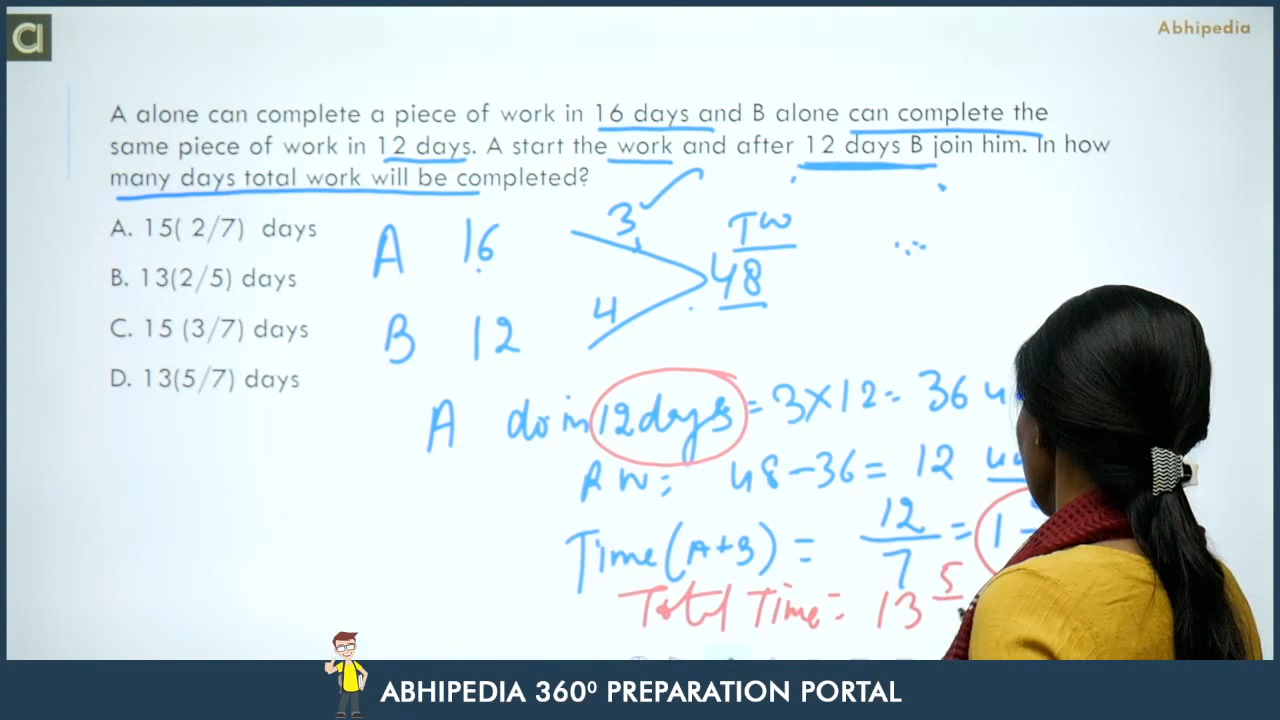 Abhipedia
A alone can complete a piece of work in 16 days and B alone can complete the
same piece of work in 12 days. A start the work and after 12 days B join him. In how
many days total work will be completed?
A. 15( 2/7) days
B. 13(2/5) days
C. 15 (3/7) days
D. 13(5/7) days
A 16
3
TW
48
4
B 12
A do in 12 days = 3×12= 36
RW: 48-36= 12
Time(A+B) = 12/7 = 1
Total Time: 13 5
ABHIPEDIA 360⁰ PREPARATION PORTAL